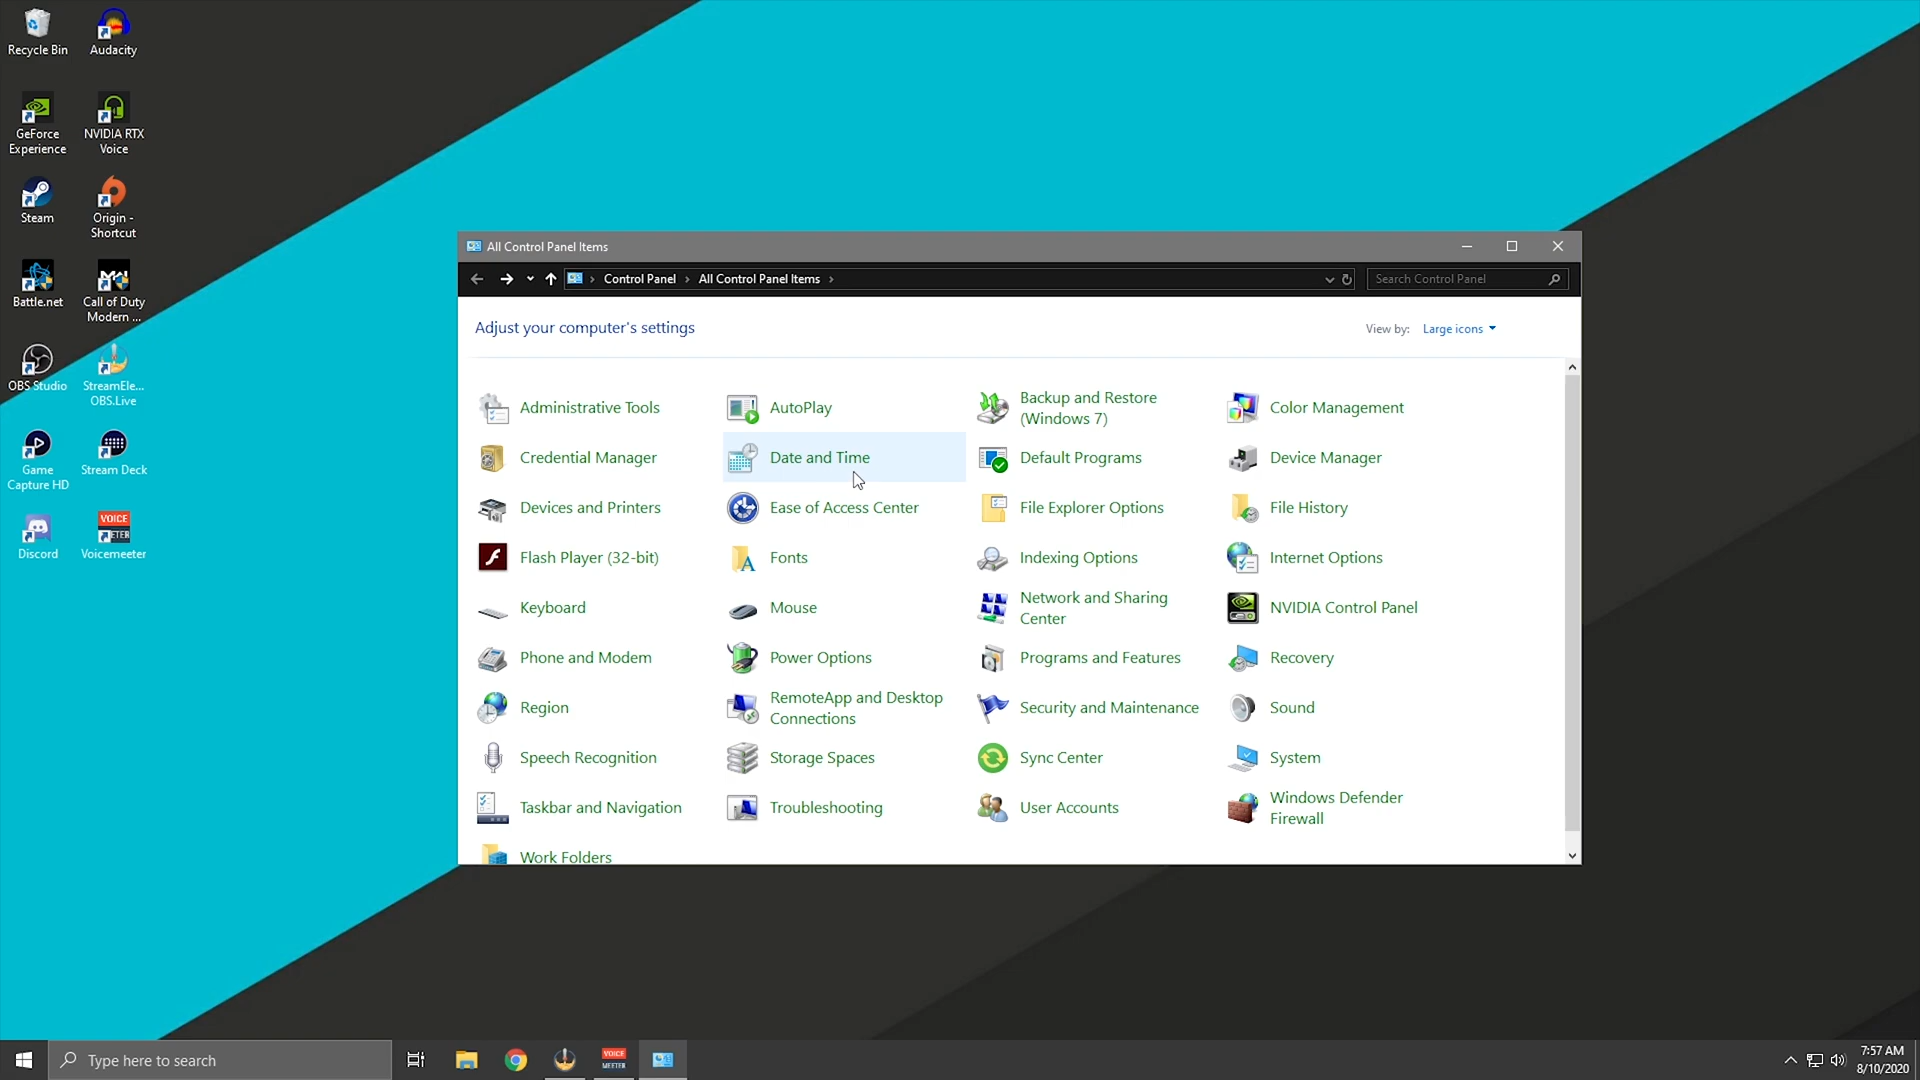 Recycle Bin
Audacity
GeForce
Experience
NVIDIA RTX
Voice
Steam
Origin -
Shortcut
Battle.net
Call of Duty
Modern ...
OBS Studio
StreamEle...
OBS.Live
Game
Capture HD
Stream Deck
Discord
VOICE
METER
Voicemeeter
All Control Panel Items
Control Panel
All Control Panel Items
Search Control Panel
Adjust your computer's settings
View by:
Large icons
Administrative Tools
AutoPlay
Backup and Restore
(Windows 7)
Color Management
Credential Manager
Date and Time
Default Programs
Device Manager
Devices and Printers
Ease of Access Center
File Explorer Options
File History
Flash Player (32-bit)
Fonts
Indexing Options
Internet Options
Keyboard
Mouse
Network and Sharing
Center
NVIDIA Control Panel
Phone and Modem
Power Options
Programs and Features
Recovery
Region
RemoteApp and Desktop
Connections
Security and Maintenance
Sound
Speech Recognition
Storage Spaces
Sync Center
System
Taskbar and Navigation
Troubleshooting
User Accounts
Windows Defender
Firewall
Work Folders
Type here to search
VOICE
MEETER
7:57 AM
8/10/2020